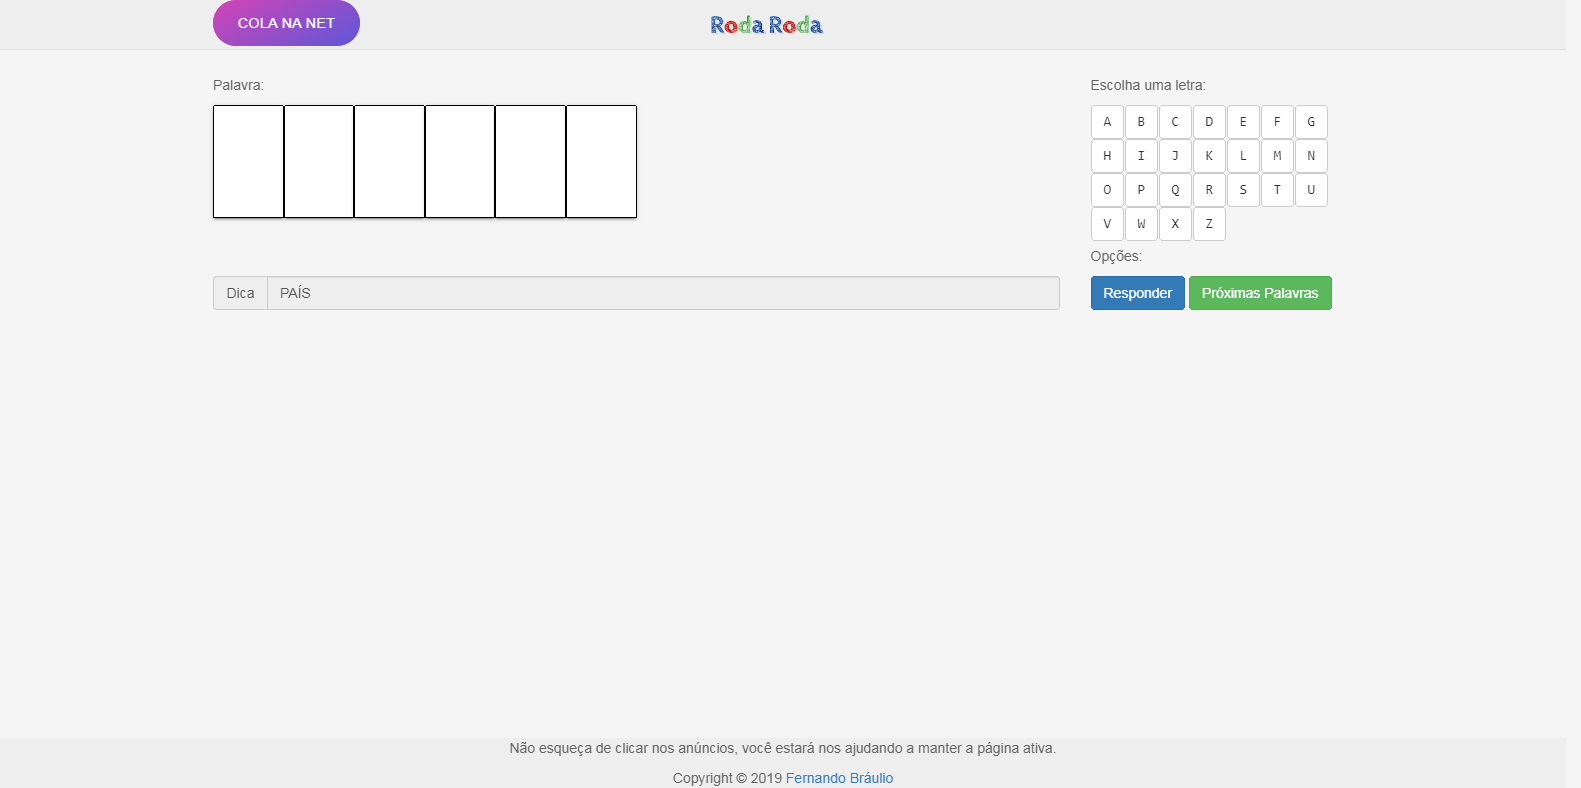 COLA NA NET
Roda Roda
Palavra:
Escolha uma letra:
A B C D E F G
H I J K L M N
O P Q R S T U
V W X Z
Opções:
Dica PAÍS
Responder Próximas Palavras
Não esqueça de clicar nos anúncios, você estará nos ajudando a manter a página ativa.
Copyright © 2019 Fernando Bráulio